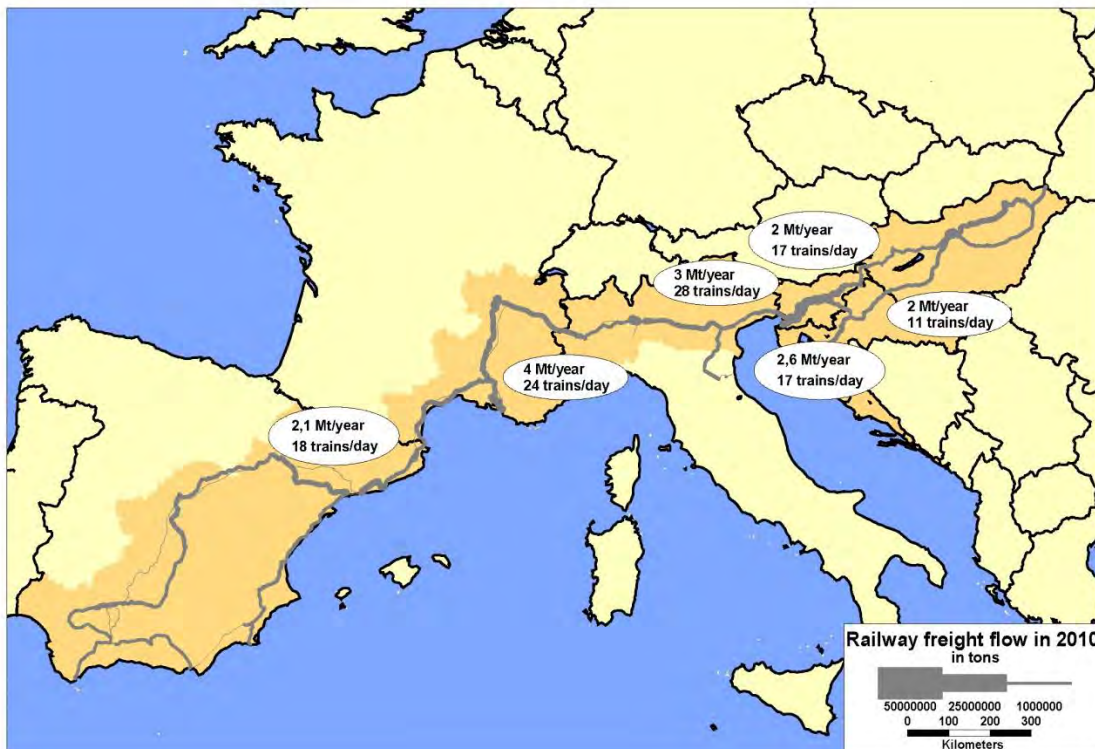 2 Mt/year
17 trains/day
3 Mt/year
28 trains/day
2 Mt/year
11 trains/day
2,6 Mt/year
17 trains/day
4 Mt/year
24 trains/day
2,1 Mt/year
18 trains/day
Railway freight flow in 2010
in tons
50000000 25000000 1000000
0 100 200 300
Kilometers